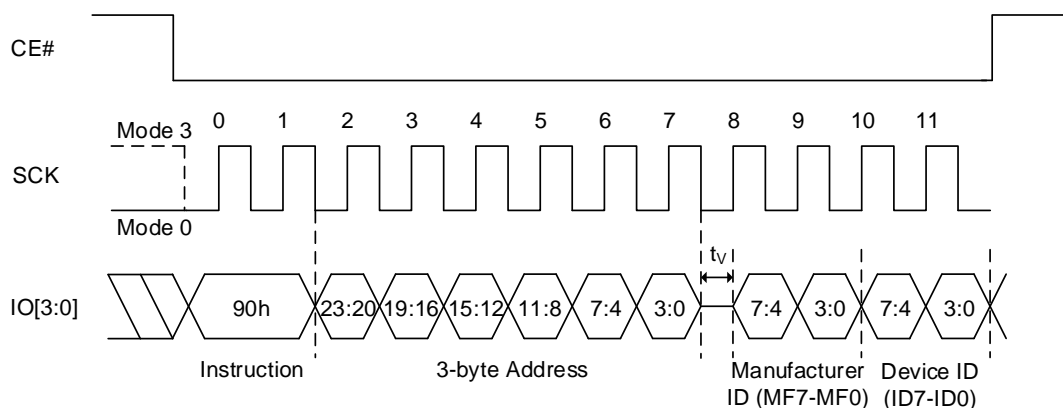 CE#
0 1 2 3 4 5 6 7 8 9 10 11
Mode 3
SCK
Mode 0
tV
IO[3:0]
90h 23:20 19:16 15:12 11:8 7:4 3:0 7:4 3:0 7:4 3:0
Instruction 3-byte Address Manufacturer Device ID
ID (MF7-MF0) (ID7-ID0)